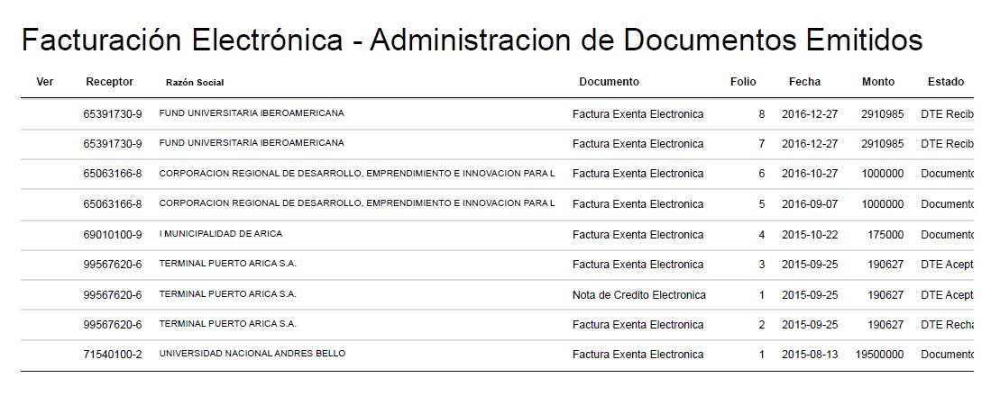 Facturación Electrónica - Administracion de Documentos Emitidos
Ver Receptor Razón Social Documento Folio Fecha Monto Estado
65391730-9 FUND UNIVERSITARIA IBEROAMERICANA Factura Exenta Electronica 8 2016-12-27 2910985 DTE Recib
65391730-9 FUND UNIVERSITARIA IBEROAMERICANA Factura Exenta Electronica 7 2016-12-27 2910985 DTE Recib
65063166-8 CORPORACION REGIONAL DE DESARROLLO, EMPRENDIMIENTO E INNOVACION PARA L Factura Exenta Electronica 6 2016-10-27 1000000 Documento
65063166-8 CORPORACION REGIONAL DE DESARROLLO, EMPRENDIMIENTO E INNOVACION PARA L Factura Exenta Electronica 5 2016-09-07 1000000 Documento
69010100-9 I MUNICIPALIDAD DE ARICA Factura Exenta Electronica 4 2015-10-22 175000 Documento
99567620-6 TERMINAL PUERTO ARICA S.A. Factura Exenta Electronica 3 2015-09-25 190627 DTE Acept
99567620-6 TERMINAL PUERTO ARICA S.A. Nota de Credito Electronica 1 2015-09-25 190627 DTE Acept
99567620-6 TERMINAL PUERTO ARICA S.A. Factura Exenta Electronica 2 2015-09-25 190627 DTE Recha
71540100-2 UNIVERSIDAD NACIONAL ANDRES BELLO Factura Exenta Electronica 1 2015-08-13 19500000 Documento